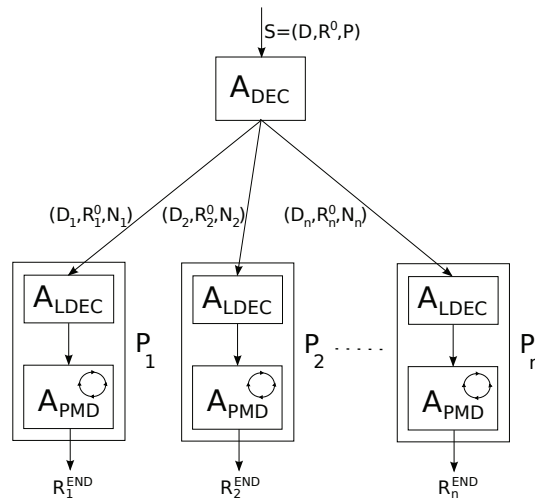 S=(D,R⁰,P)
A_DEC
(D₁,R₁⁰,N₁) (D₂,R₂⁰,N₂) (Dₙ,Rₙ⁰,Nₙ)
A_LDEC A_LDEC A_LDEC
P₁ P₂ ..... Pₙ
A_PMD A_PMD A_PMD
R₁^END R₂^END Rₙ^END